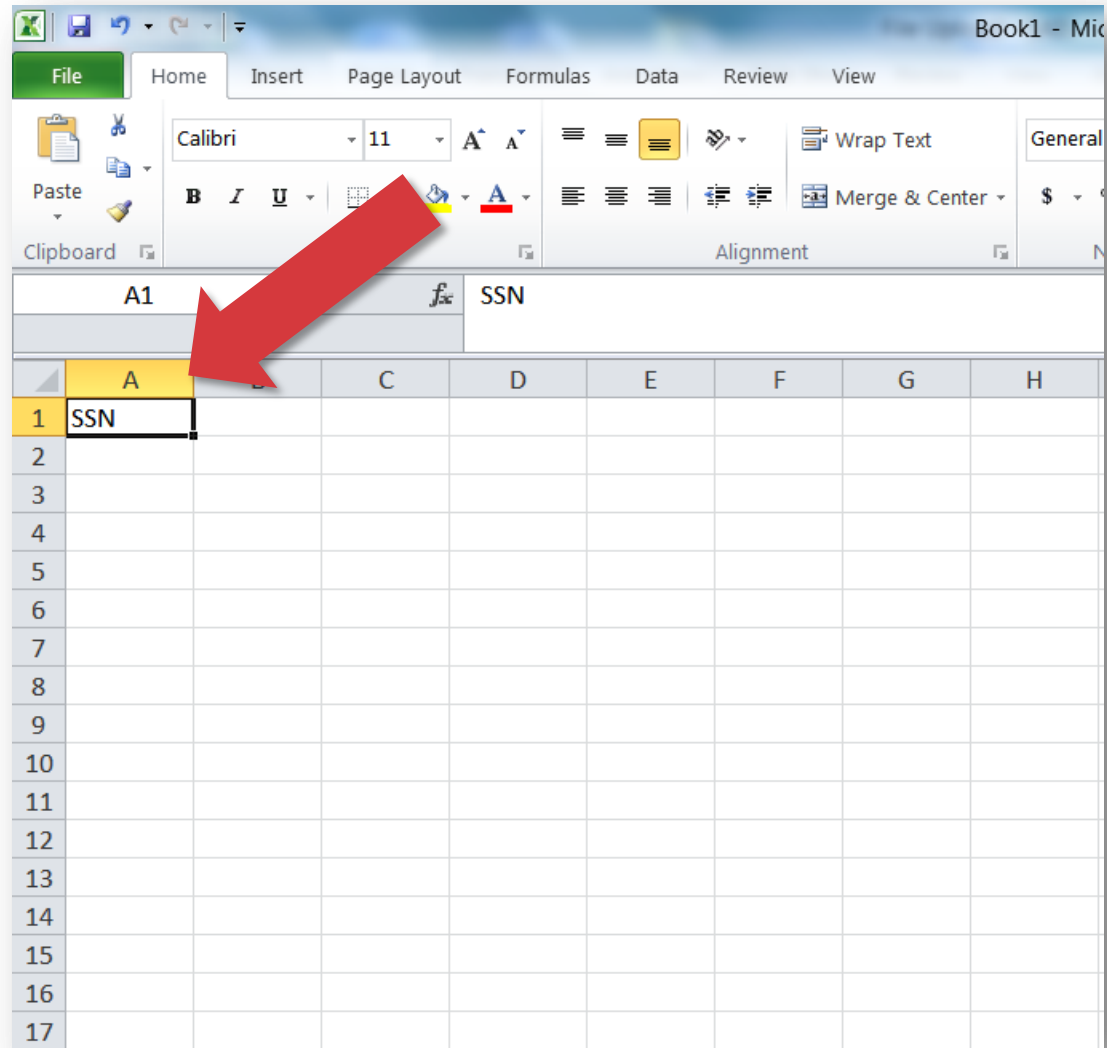 Book1 - Mic
File Home Insert Page Layout Formulas Data Review View
Calibri 11 A A Wrap Text General
Paste B I U A Merge & Center $
Clipboard Alignment N
A1 fx SSN
A C D E F G H
1 SSN
2
3
4
5
6
7
8
9
10
11
12
13
14
15
16
17